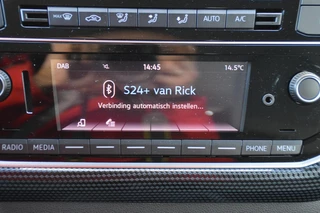 AUTO A/C
DAB 14:45 14.5°C
S24+ van Rick
Verbinding automatisch instellen...
RADIO MEDIA PHONE MENU